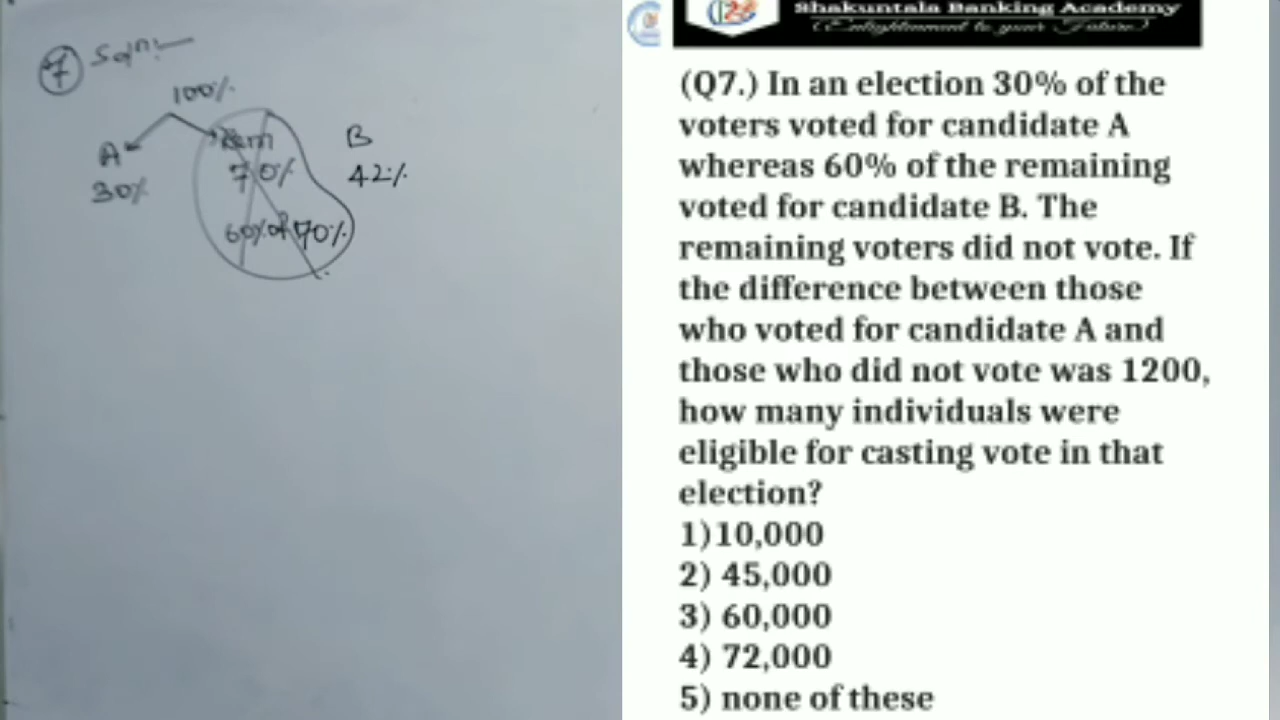 7 Soln:-
100%
A
Rem
B
30%
70%
42%
60% of 70%
Shakuntala Banking Academy
(Enlightenment to your Future)
(Q7.) In an election 30% of the
voters voted for candidate A
whereas 60% of the remaining
voted for candidate B. The
remaining voters did not vote. If
the difference between those
who voted for candidate A and
those who did not vote was 1200,
how many individuals were
eligible for casting vote in that
election?
1)10,000
2) 45,000
3) 60,000
4) 72,000
5) none of these